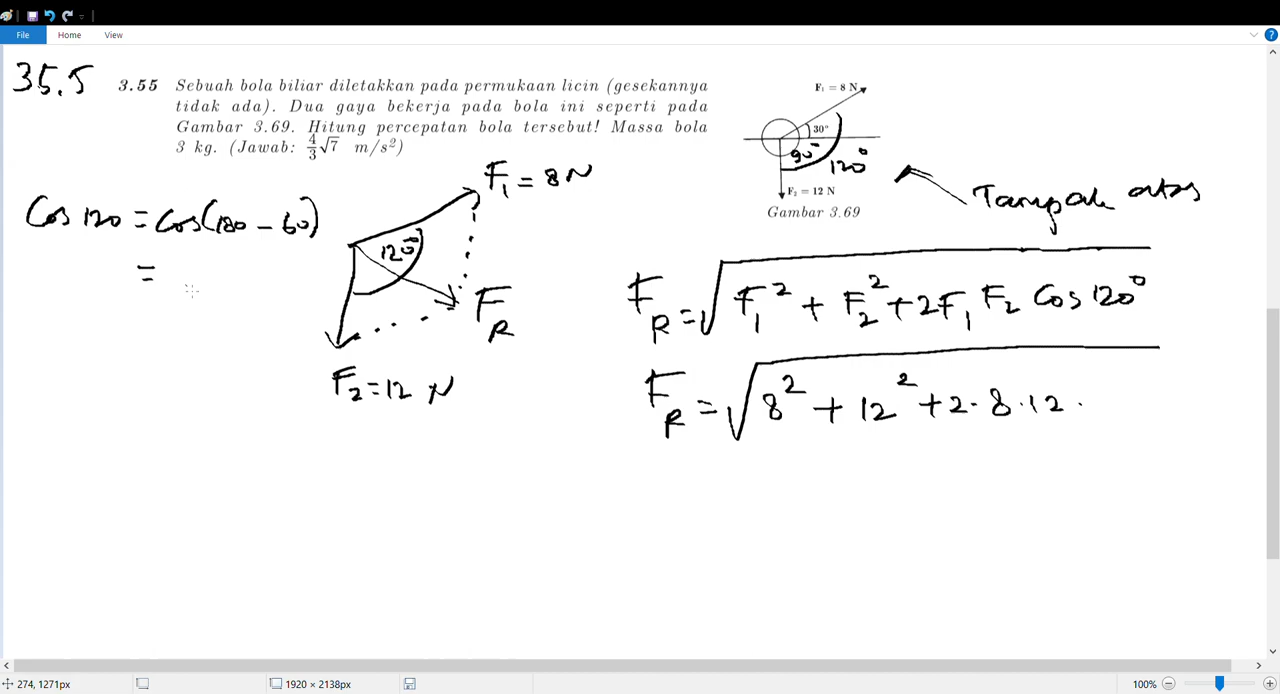 File Home View
35.5
3.55 Sebuah bola biliar diletakkan pada permukaan licin (gesekannya
tidak ada). Dua gaya bekerja pada bola ini seperti pada
Gambar 3.69. Hitung percepatan bola tersebut! Massa bola
3 kg. (Jawab: 4/3 √7 m/s²)
F₁ = 8 N
30°
90°
120°
F₂ = 12 N
Gambar 3.69
Tampak atas
Cos 120 = Cos(180 - 60)
=
F₁ = 8 N
120°
F_R
F₂ = 12 N
F_R = √(F₁² + F₂² + 2F₁ F₂ Cos 120°)
F_R = √(8² + 12² + 2 · 8 · 12 ·
274, 1271px
1920 × 2138px
100%